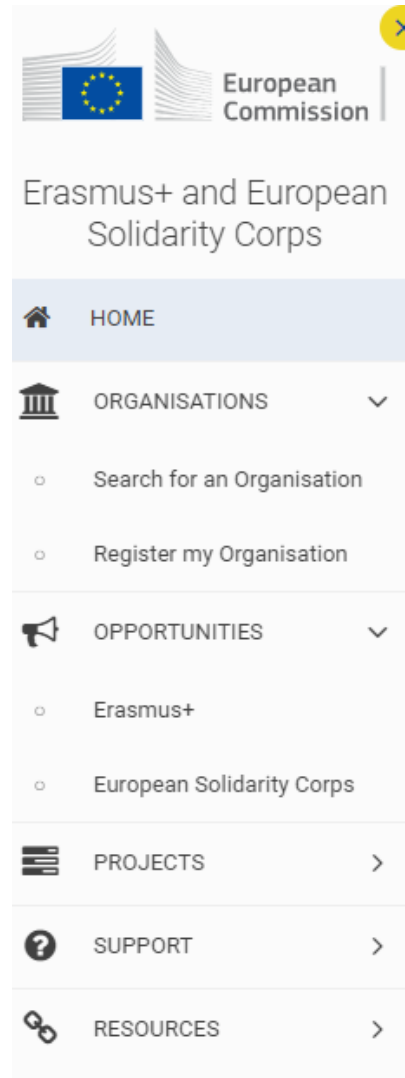 European
Commission
Erasmus+ and European
Solidarity Corps
HOME
ORGANISATIONS
Search for an Organisation
Register my Organisation
OPPORTUNITIES
Erasmus+
European Solidarity Corps
PROJECTS
SUPPORT
RESOURCES